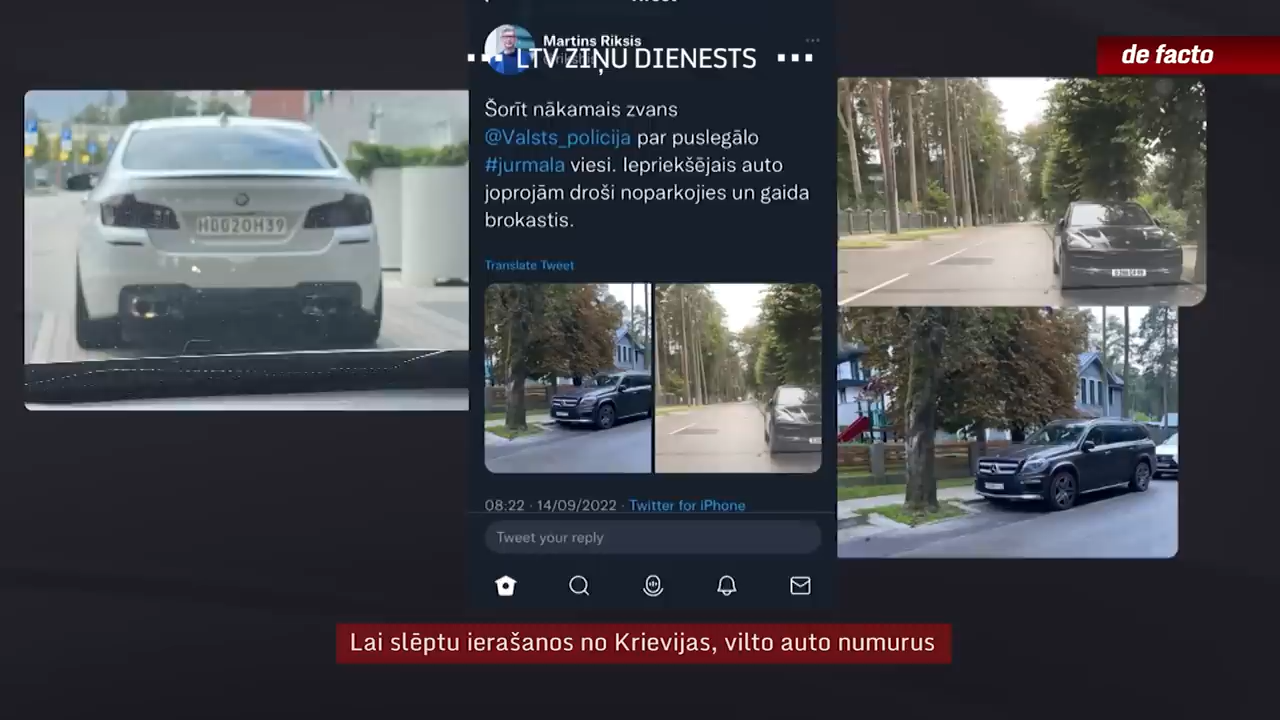 Martins Riksis
LTV ZIŅU DIENESTS
de facto
Šorīt nākamais zvans
@Valsts_policija par puslegālo
#jurmala viesi. Iepriekšējais auto
joprojām droši noparkojies un gaida
brokastis.
Translate Tweet
H002OH39
08:22 · 14/09/2022 · Twitter for iPhone
Tweet your reply
Lai slēptu ierašanos no Krievijas, vilto auto numurus